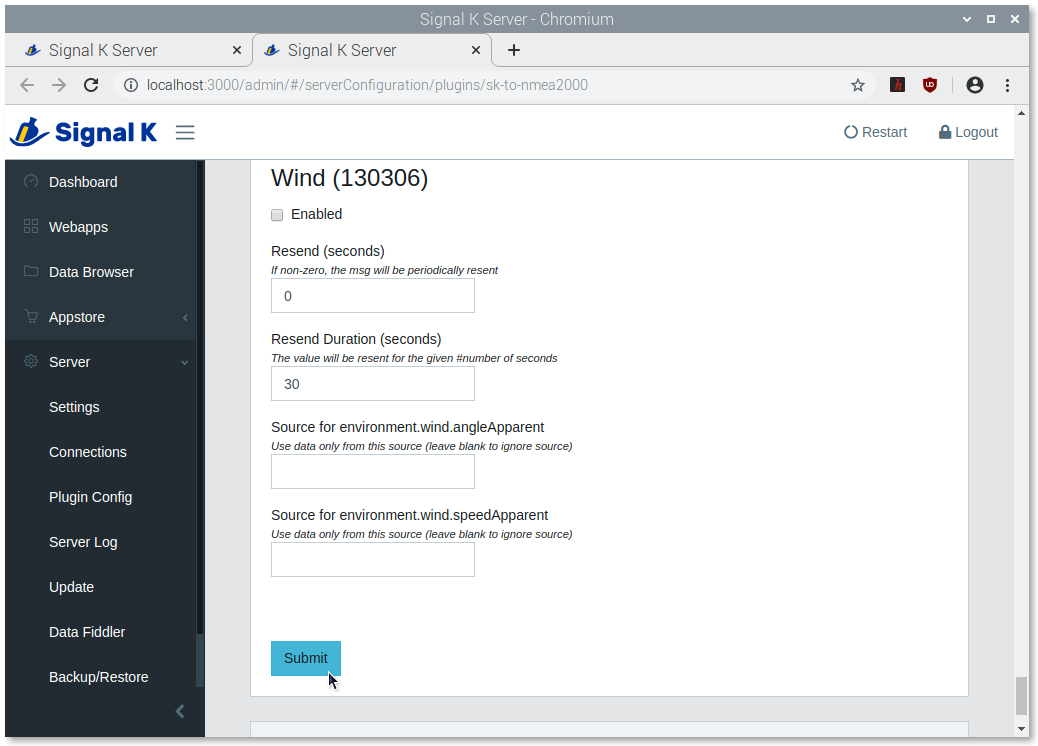 Signal K Server - Chromium
Signal K Server
Signal K Server
localhost:3000/admin/#/serverConfiguration/plugins/sk-to-nmea2000
Signal K
Restart
Logout
Dashboard
Webapps
Data Browser
Appstore
Server
Settings
Connections
Plugin Config
Server Log
Update
Data Fiddler
Backup/Restore
Wind (130306)
Enabled
Resend (seconds)
If non-zero, the msg will be periodically resent
0
Resend Duration (seconds)
The value will be resent for the given #number of seconds
30
Source for environment.wind.angleApparent
Use data only from this source (leave blank to ignore source)
Source for environment.wind.speedApparent
Use data only from this source (leave blank to ignore source)
Submit